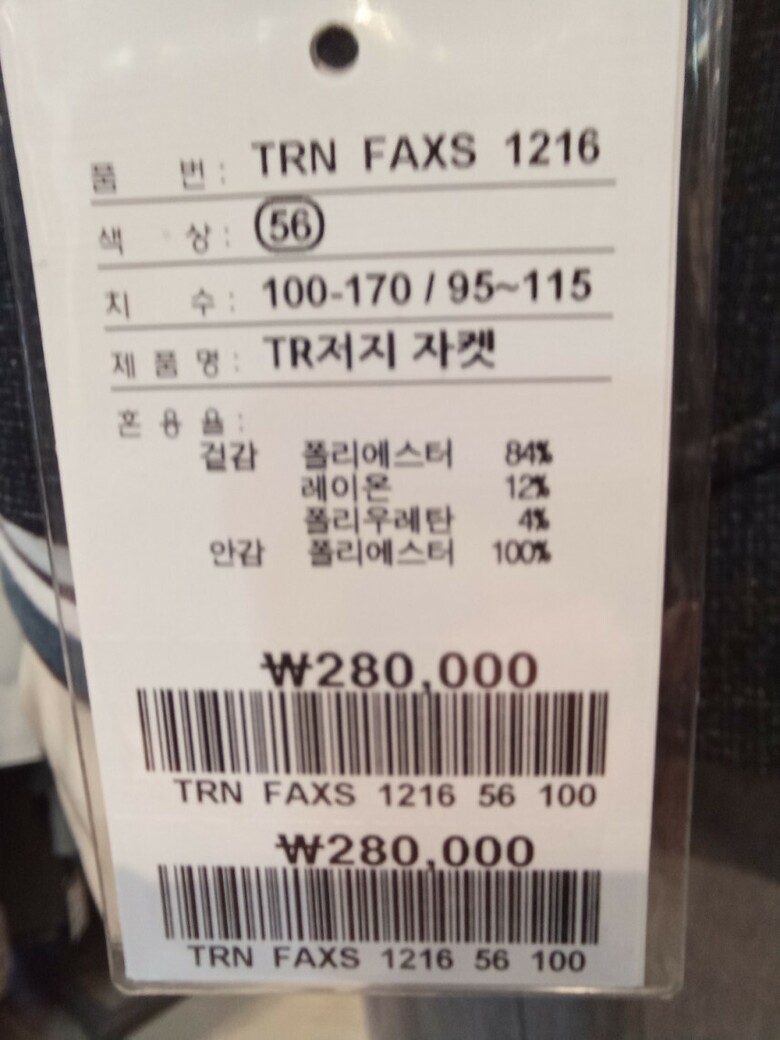 품 번 : TRN FAXS 1216
색 상 : 56
치 수 : 100-170 / 95~115
제 품 명 : TR저지 자켓
혼 용 율 :
겉감 폴리에스터 84%
레이온 12%
폴리우레탄 4%
안감 폴리에스터 100%
₩280,000
TRN FAXS 1216 56 100
₩280,000
TRN FAXS 1216 56 100